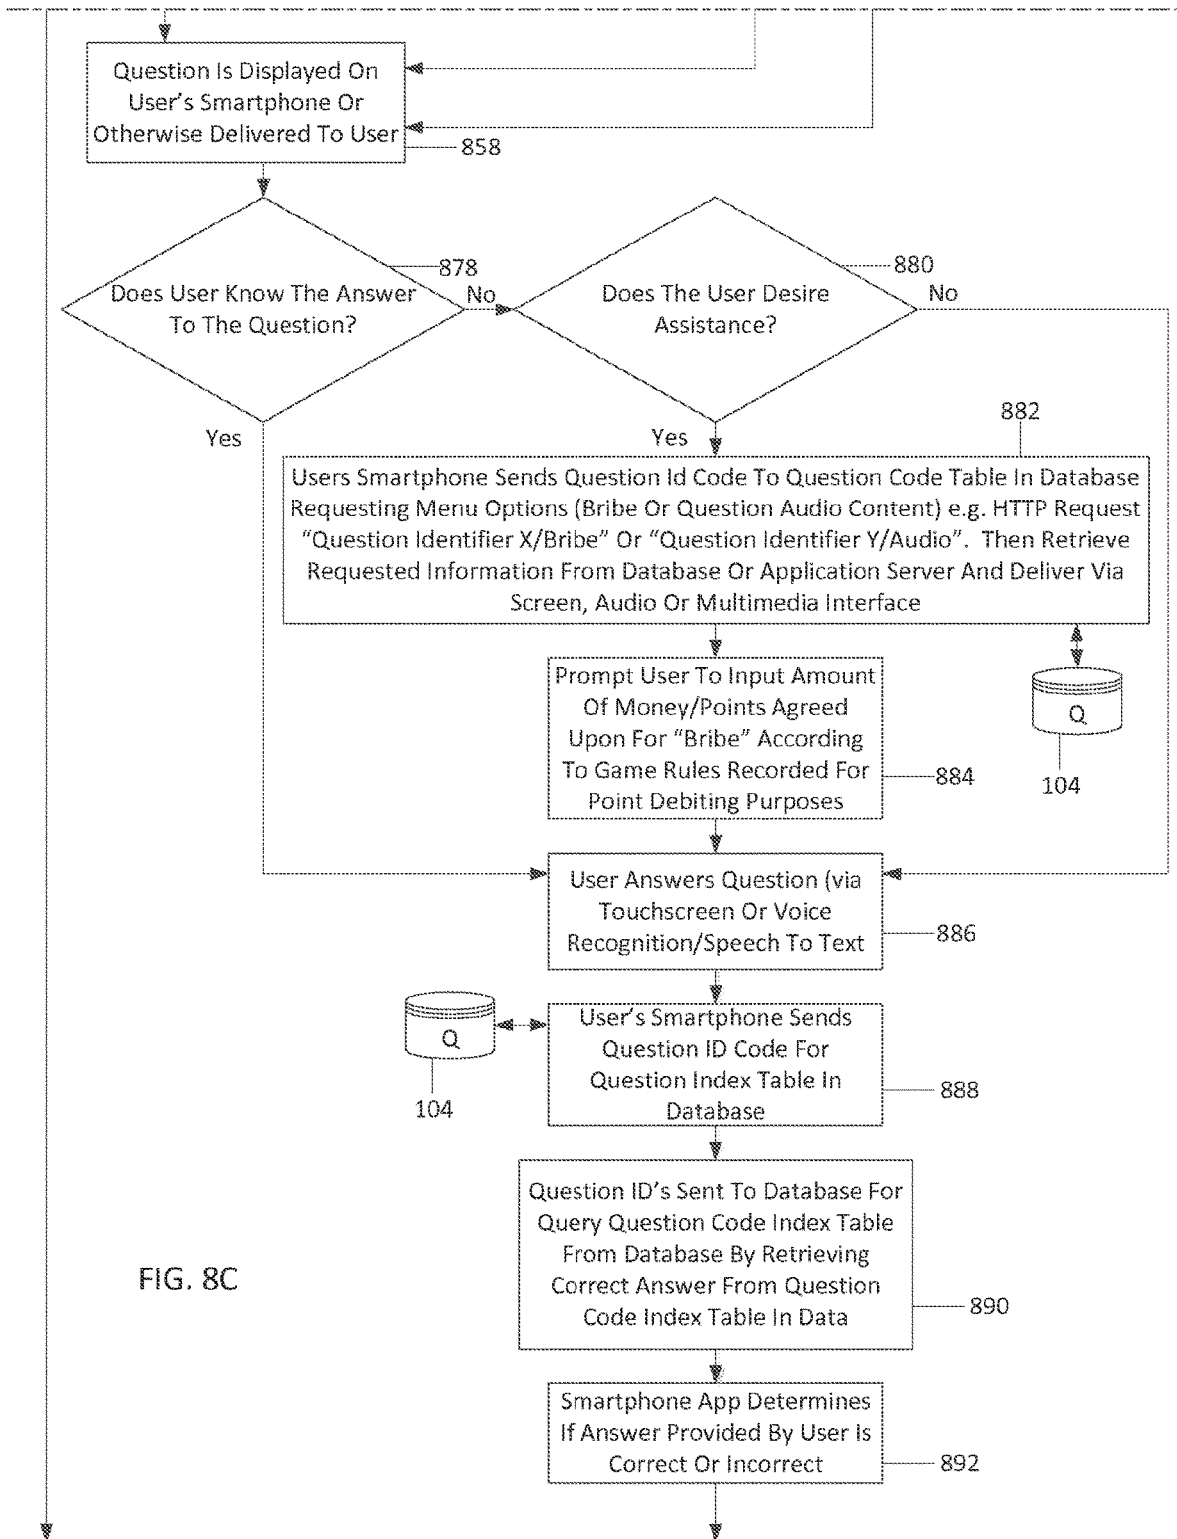 Question Is Displayed On
User's Smartphone Or
Otherwise Delivered To User
858
878
Does User Know The Answer
To The Question?
No
880
Does The User Desire
Assistance?
No
Yes
Yes
882
Users Smartphone Sends Question Id Code To Question Code Table In Database
Requesting Menu Options (Bribe Or Question Audio Content) e.g. HTTP Request
“Question Identifier X/Bribe” Or “Question Identifier Y/Audio”. Then Retrieve
Requested Information From Database Or Application Server And Deliver Via
Screen, Audio Or Multimedia Interface
Q
104
Prompt User To Input Amount
Of Money/Points Agreed
Upon For “Bribe” According
To Game Rules Recorded For
Point Debiting Purposes
884
User Answers Question (via
Touchscreen Or Voice
Recognition/Speech To Text
886
Q
104
User's Smartphone Sends
Question ID Code For
Question Index Table In
Database
888
Question ID's Sent To Database For
Query Question Code Index Table
From Database By Retrieving
Correct Answer From Question
Code Index Table In Data
890
FIG. 8C
Smartphone App Determines
If Answer Provided By User Is
Correct Or Incorrect
892